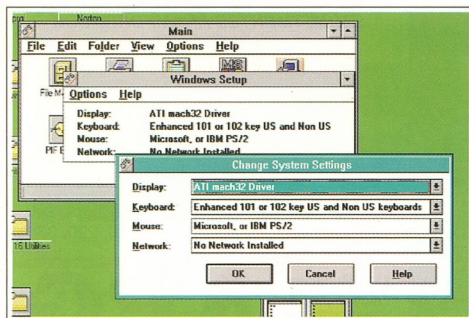 Norton
Main
File Edit Folder View Options Help
Windows Setup
Options Help
Display: ATI mach32 Driver
Keyboard: Enhanced 101 or 102 key US and Non US
Mouse: Microsoft, or IBM PS/2
Network: No Network Installed
Change System Settings
Display: ATI mach32 Driver
Keyboard: Enhanced 101 or 102 key US and Non US keyboards
Mouse: Microsoft, or IBM PS/2
Network: No Network Installed
OK Cancel Help
16 Utilities